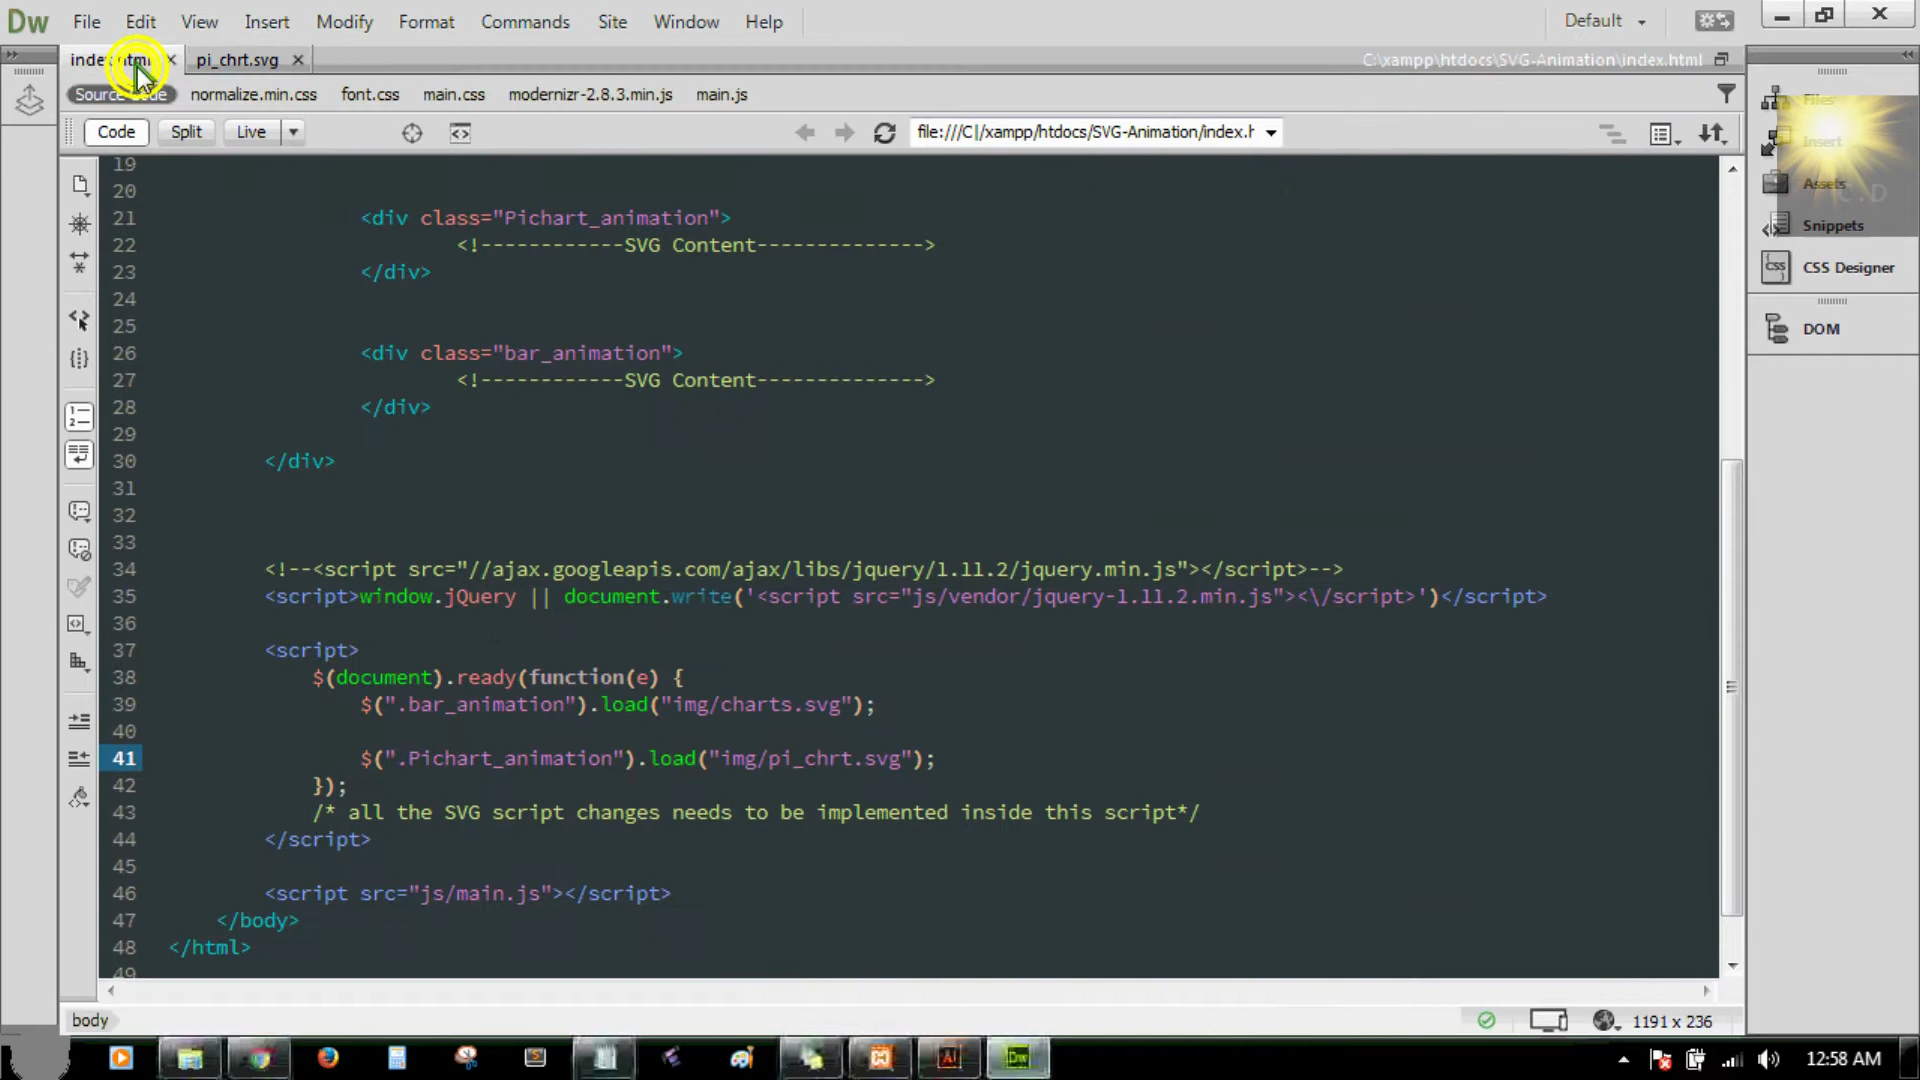 Dw File Edit View Insert Modify Format Commands Site Window Help Default
index.html × pi_chrt.svg × C:\xampp\htdocs\SVG-Animation\index.html
Source Code normalize.min.css font.css main.css modernizr-2.8.3.min.js main.js
Code Split Live file:///C|/xampp/htdocs/SVG-Animation/index.h
19
20
21 <div class="Pichart_animation">
22 <!------------SVG Content-------------->
23 </div>
24
25
26 <div class="bar_animation">
27 <!------------SVG Content-------------->
28 </div>
29
30 </div>
31
32
33
34 <!--<script src="//ajax.googleapis.com/ajax/libs/jquery/1.11.2/jquery.min.js"></script>-->
35 <script>window.jQuery || document.write('<script src="js/vendor/jquery-1.11.2.min.js"><\/script>')</script>
36
37 <script>
38 $(document).ready(function(e) {
39 $(".bar_animation").load("img/charts.svg");
40
41 $(".Pichart_animation").load("img/pi_chrt.svg");
42 });
43 /* all the SVG script changes needs to be implemented inside this script*/
44 </script>
45
46 <script src="js/main.js"></script>
47 </body>
48 </html>
49
Files
Insert
Assets
C.D
Snippets
CSS Designer
DOM
body 1191 x 236
12:58 AM